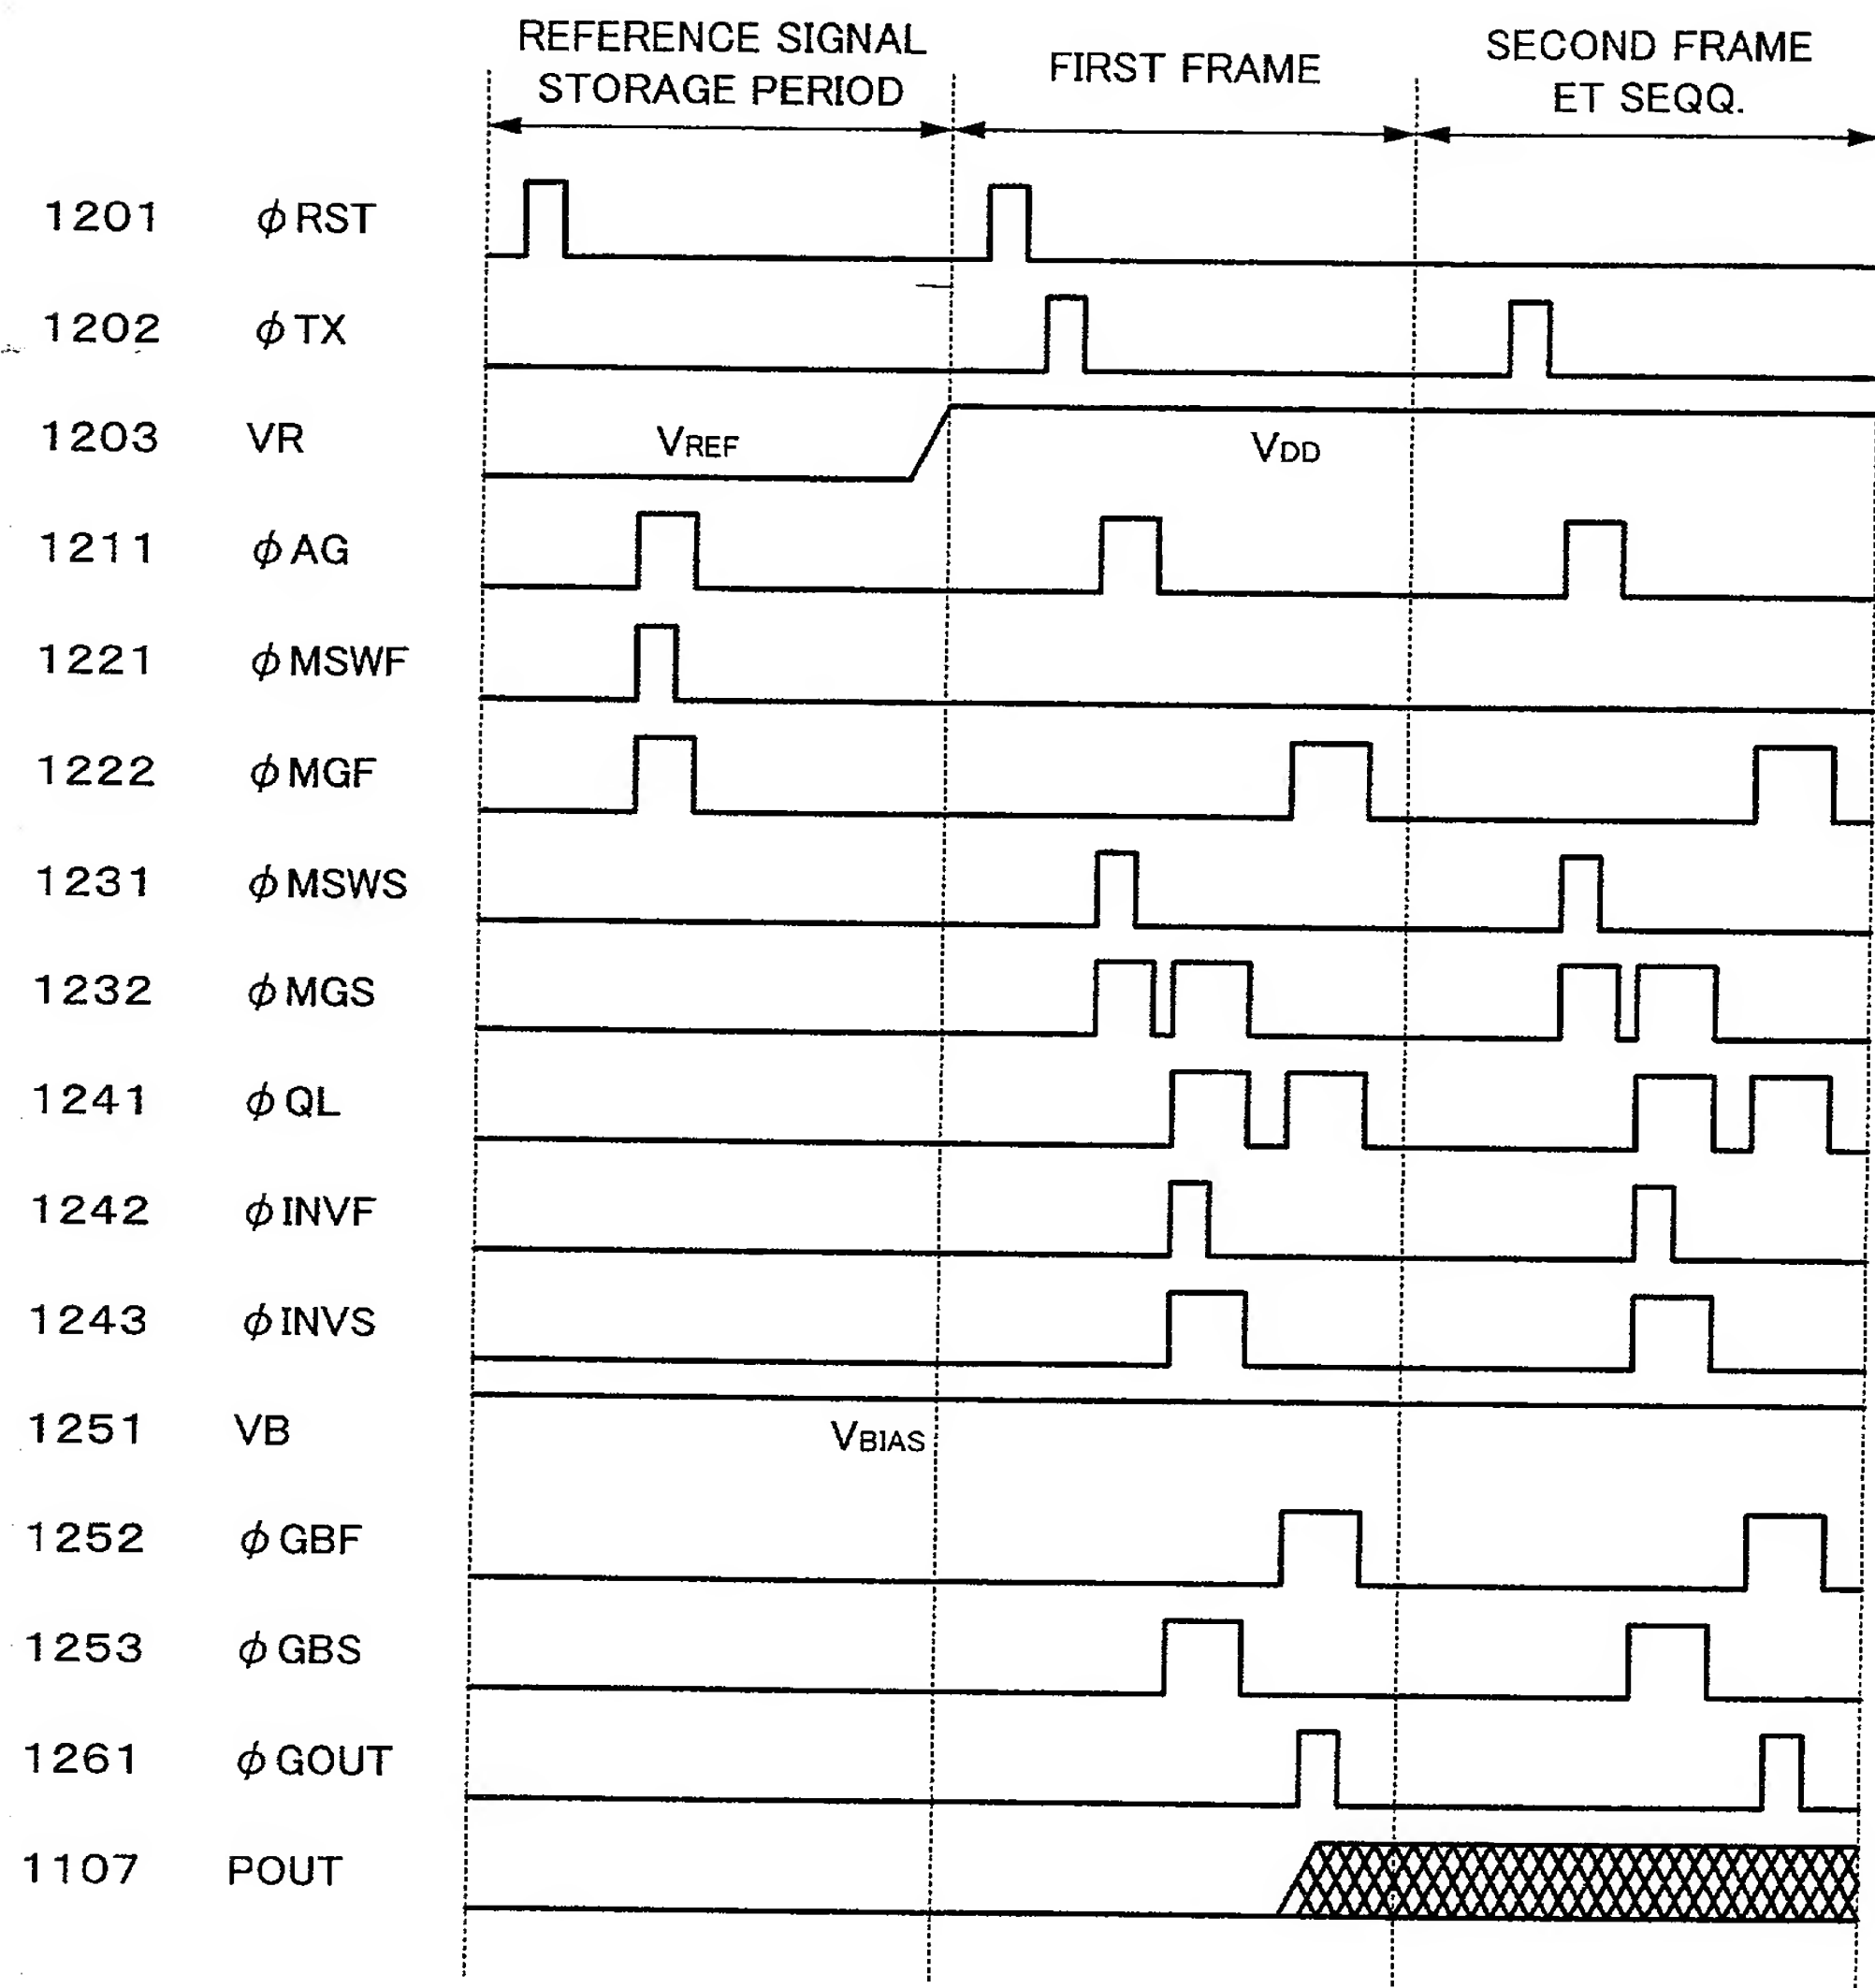 REFERENCE SIGNAL
STORAGE PERIOD
FIRST FRAME
SECOND FRAME
ET SEQQ.
1201 φRST
1202 φTX
1203 VR VREF VDD
1211 φAG
1221 φMSWF
1222 φMGF
1231 φMSWS
1232 φMGS
1241 φQL
1242 φINVF
1243 φINVS
1251 VB VBIAS
1252 φGBF
1253 φGBS
1261 φGOUT
1107 POUT